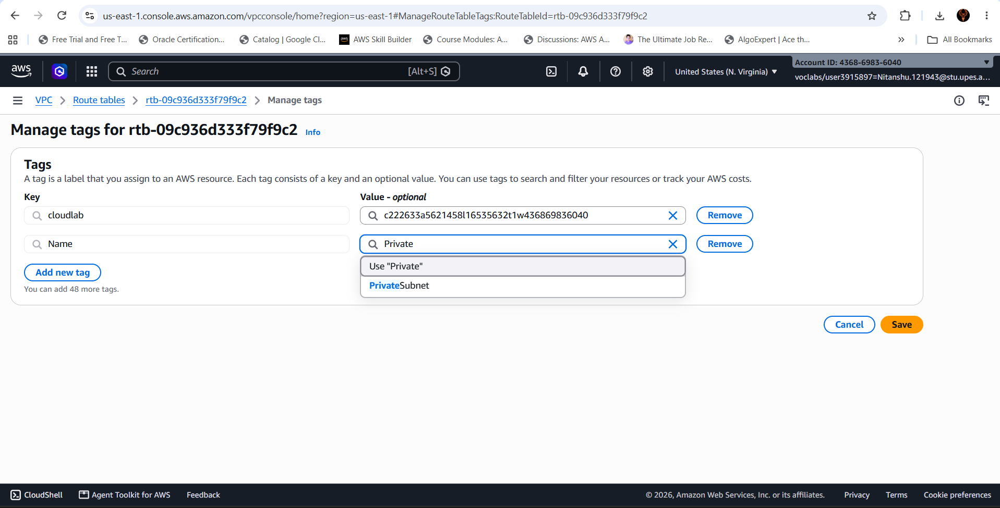 us-east-1.console.aws.amazon.com/vpcconsole/home?region=us-east-1#ManageRouteTableTags:RouteTableId=rtb-09c936d333f79f9c2
Free Trial and Free T... Oracle Certification... Catalog | Google Cl... AWS Skill Builder Course Modules: A... Discussions: AWS A... The Ultimate Job Re... AlgoExpert | Ace th... » All Bookmarks
aws Search [Alt+S] United States (N. Virginia) Account ID: 4368-6983-6040
voclabs/user3915897=Nitanshu.121943@stu.upes.a...
VPC Route tables rtb-09c936d333f79f9c2 Manage tags
Manage tags for rtb-09c936d333f79f9c2 Info
Tags
A tag is a label that you assign to an AWS resource. Each tag consists of a key and an optional value. You can use tags to search and filter your resources or track your AWS costs.
Key Value - optional
cloudlab c222633a5621458l16535632t1w436869836040 Remove
Name Private Remove
Use "Private"
Add new tag
PrivateSubnet
You can add 48 more tags.
Cancel Save
CloudShell Agent Toolkit for AWS Feedback © 2026, Amazon Web Services, Inc. or its affiliates. Privacy Terms Cookie preferences